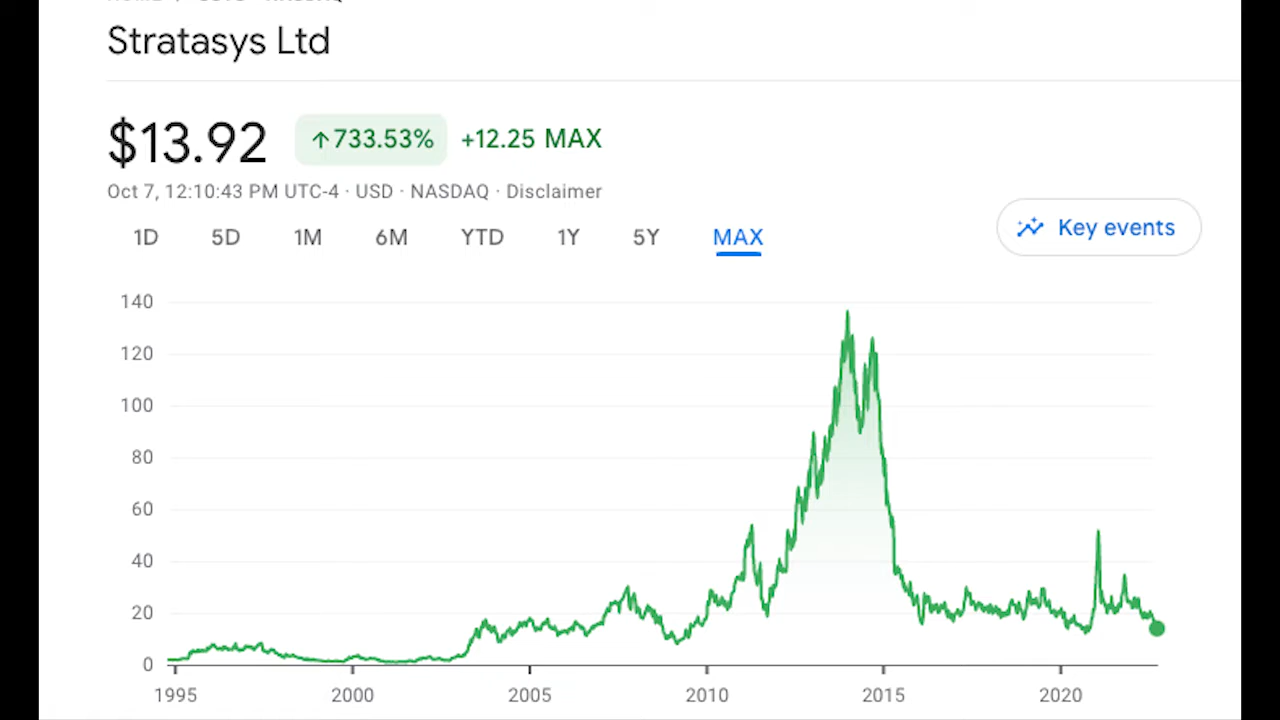 Stratasys Ltd
$13.92 ↑733.53% +12.25 MAX
Oct 7, 12:10:43 PM UTC-4 · USD · NASDAQ · Disclaimer
1D 5D 1M 6M YTD 1Y 5Y MAX
Key events
140
120
100
80
60
40
20
0
1995 2000 2005 2010 2015 2020